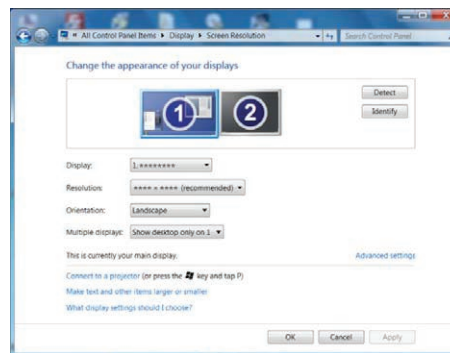 « All Control Panel Items ▸ Display ▸ Screen Resolution
Search Control Panel
Change the appearance of your displays
1 2
Detect
Identify
Display: 1. ********
Resolution: **** × **** (recommended)
Orientation: Landscape
Multiple displays: Show desktop only on 1
This is currently your main display.
Advanced settings
Connect to a projector (or press the key and tap P)
Make text and other items larger or smaller
What display settings should I choose?
OK Cancel Apply